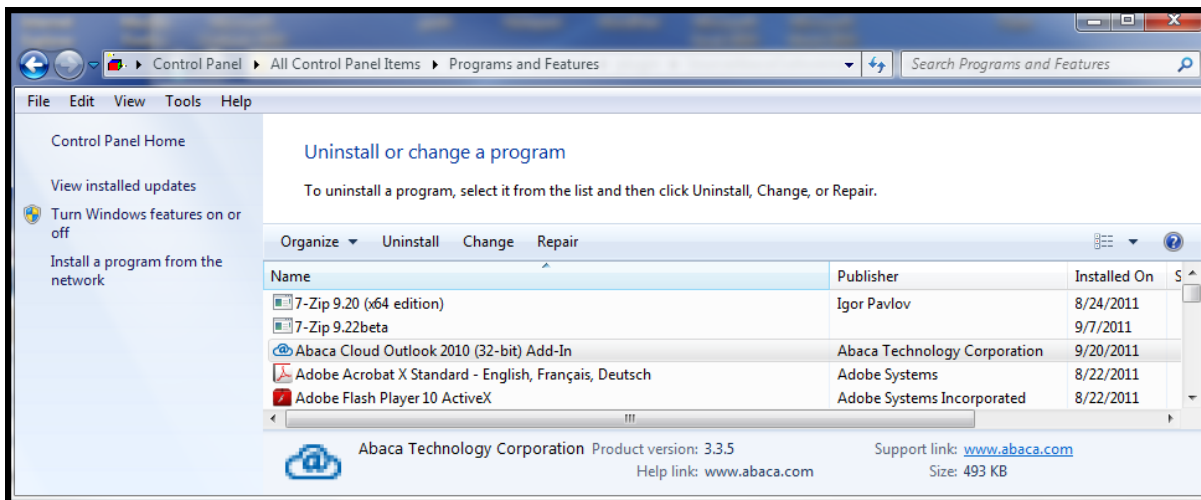 Control Panel All Control Panel Items Programs and Features Search Programs and Features
File Edit View Tools Help
Control Panel Home
View installed updates
Turn Windows features on or
off
Install a program from the
network
Uninstall or change a program
To uninstall a program, select it from the list and then click Uninstall, Change, or Repair.
Organize Uninstall Change Repair
Name Publisher Installed On S
7-Zip 9.20 (x64 edition) Igor Pavlov 8/24/2011
7-Zip 9.22beta 9/7/2011
Abaca Cloud Outlook 2010 (32-bit) Add-In Abaca Technology Corporation 9/20/2011
Adobe Acrobat X Standard - English, Français, Deutsch Adobe Systems 8/22/2011
Adobe Flash Player 10 ActiveX Adobe Systems Incorporated 8/22/2011
Abaca Technology Corporation Product version: 3.3.5 Support link: www.abaca.com
Help link: www.abaca.com Size: 493 KB